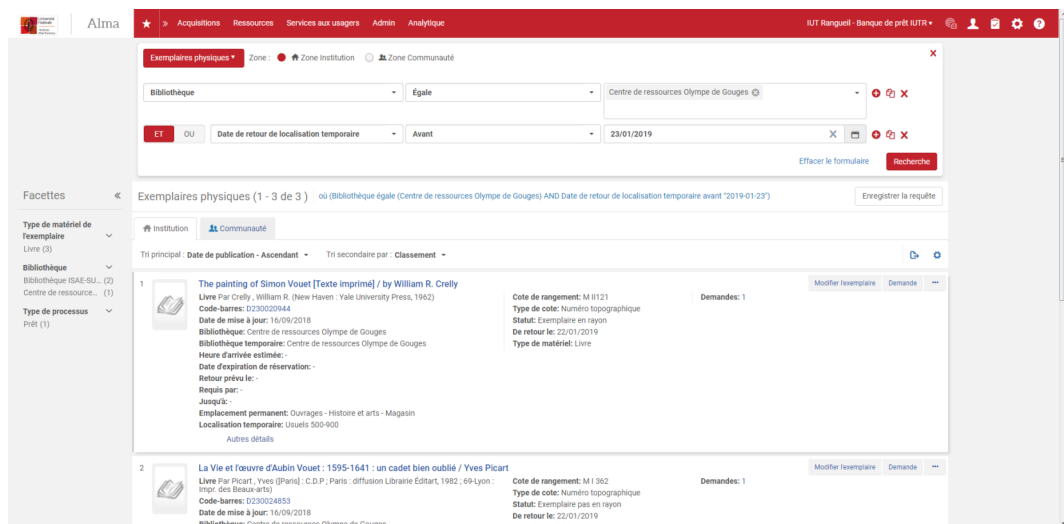 Alma
» Acquisitions Ressources Services aux usagers Admin Analytique
IUT Rangueil - Banque de prêt IUTR
Exemplaires physiques Zone : Zone Institution Zone Communauté
Bibliothèque Égale Centre de ressources Olympe de Gouges
ET OU Date de retour de localisation temporaire Avant 23/01/2019
Effacer le formulaire Recherche
Facettes «
Type de matériel de l'exemplaire
Livre (3)
Bibliothèque
Bibliothèque ISAE-SU... (2)
Centre de ressource... (1)
Type de processus
Prêt (1)
Exemplaires physiques (1 - 3 de 3 ) où (Bibliothèque égale (Centre de ressources Olympe de Gouges) AND Date de retour de localisation temporaire avant "2019-01-23") Enregistrer la requête
Institution Communauté
Tri principal : Date de publication - Ascendant Tri secondaire par : Classement
1 The painting of Simon Vouet [Texte imprimé] / by William R. Crelly Modifier l'exemplaire Demande ...
Livre Par Crelly , William R. (New Haven : Yale University Press, 1962)
Code-barres: D230020944
Date de mise à jour: 16/09/2018
Bibliothèque: Centre de ressources Olympe de Gouges
Bibliothèque temporaire: Centre de ressources Olympe de Gouges
Heure d'arrivée estimée: -
Date d'expiration de réservation: -
Retour prévu le: -
Requis par: -
Jusqu'à: -
Emplacement permanent: Ouvrages - Histoire et arts - Magasin
Localisation temporaire: Usuels 500-900
Autres détails
Cote de rangement: M II121
Type de cote: Numéro topographique
Statut: Exemplaire en rayon
De retour le: 22/01/2019
Type de matériel: Livre
Demandes: 1
2 La Vie et l'œuvre d'Aubin Vouet : 1595-1641 : un cadet bien oublié / Yves Picart Modifier l'exemplaire Demande ...
Livre Par Picart , Yves ([Paris] : C.D.P ; Paris : diffusion Librairie Éditart, 1982 ; 69-Lyon :
Impr. des Beaux-arts)
Code-barres: D230024853
Date de mise à jour: 16/09/2018
Bibliothèque: Centre de ressources Olympe de Gouges
Cote de rangement: M I 362
Type de cote: Numéro topographique
Statut: Exemplaire pas en rayon
De retour le: 22/01/2019
Demandes: 1